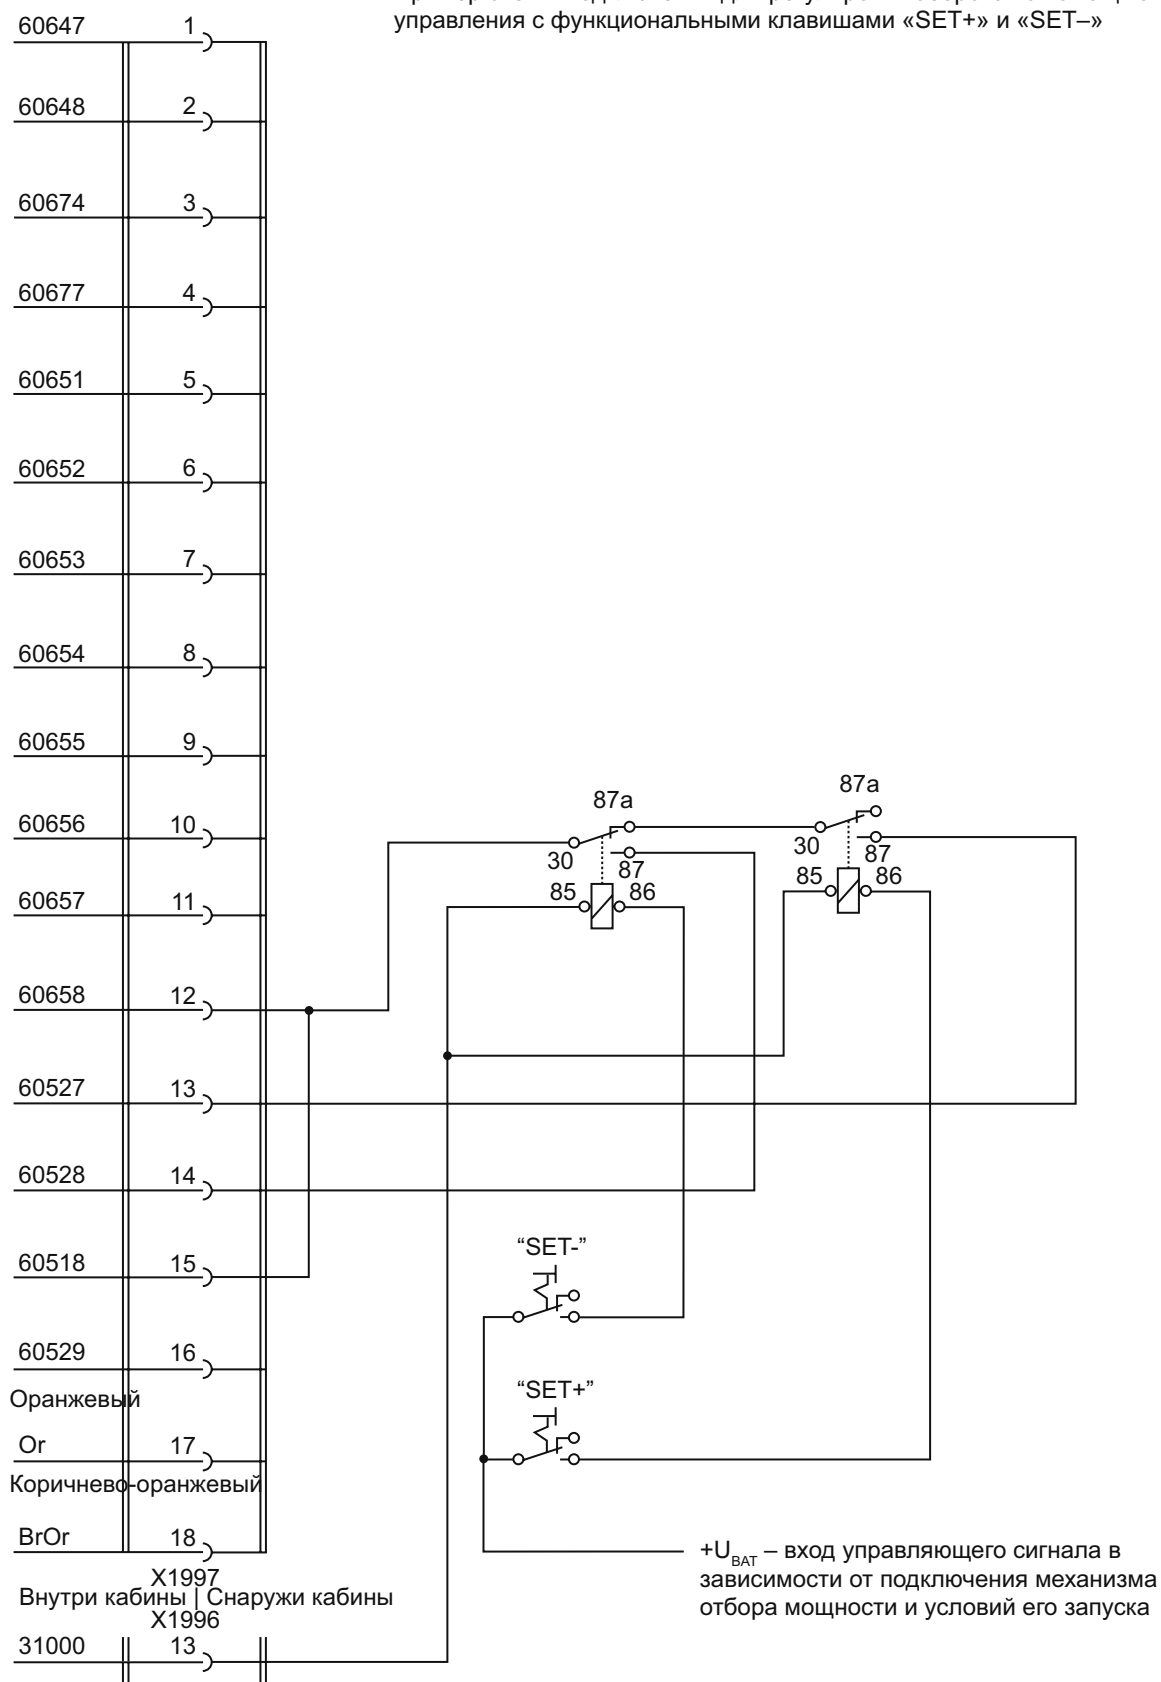 управления с функциональными клавишами «SET+» и «SET–»
60647 1
60648 2
60674 3
60677 4
60651 5
60652 6
60653 7
60654 8
60655 9
87a
87a
60656 10
30 87
30 87
85 86
85 86
60657 11
60658 12
60527 13
60528 14
“SET-”
60518 15
60529 16
“SET+”
Оранжевый
Or 17
Коричнево-оранжевый
BrOr 18
+UBAT – вход управляющего сигнала в
зависимости от подключения механизма
отбора мощности и условий его запуска
X1997
Внутри кабины | Снаружи кабины
X1996
31000 13